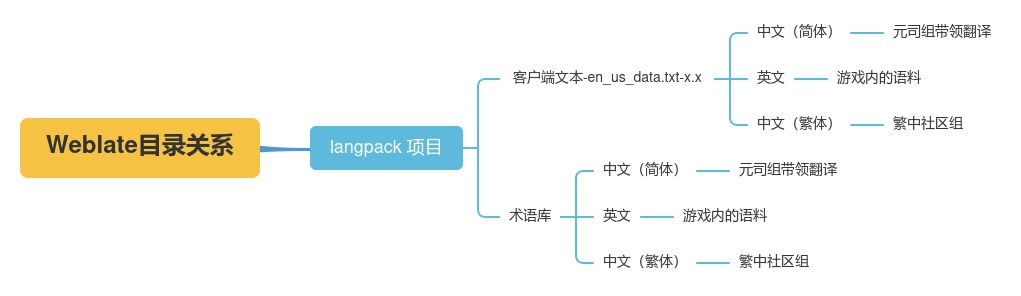 Weblate目录关系
langpack 项目
客户端文本-en_us_data.txt-x.x
中文（简体）
元司组带领翻译
英文
游戏内的语料
中文（繁体）
繁中社区组
术语库
中文（简体）
元司组带领翻译
英文
游戏内的语料
中文（繁体）
繁中社区组